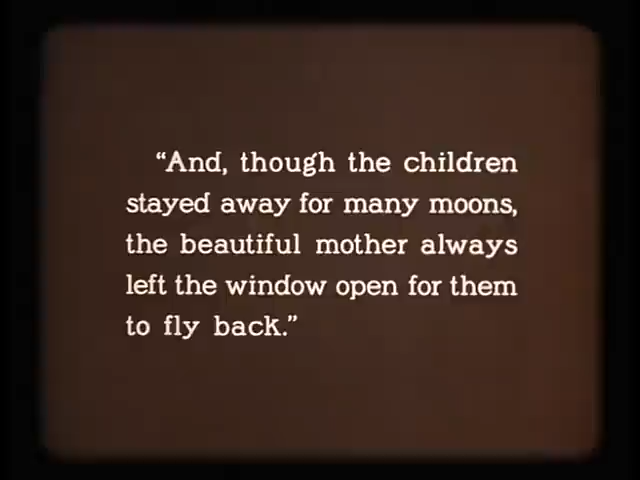 “And, though the children
stayed away for many moons,
the beautiful mother always
left the window open for them
to fly back.”